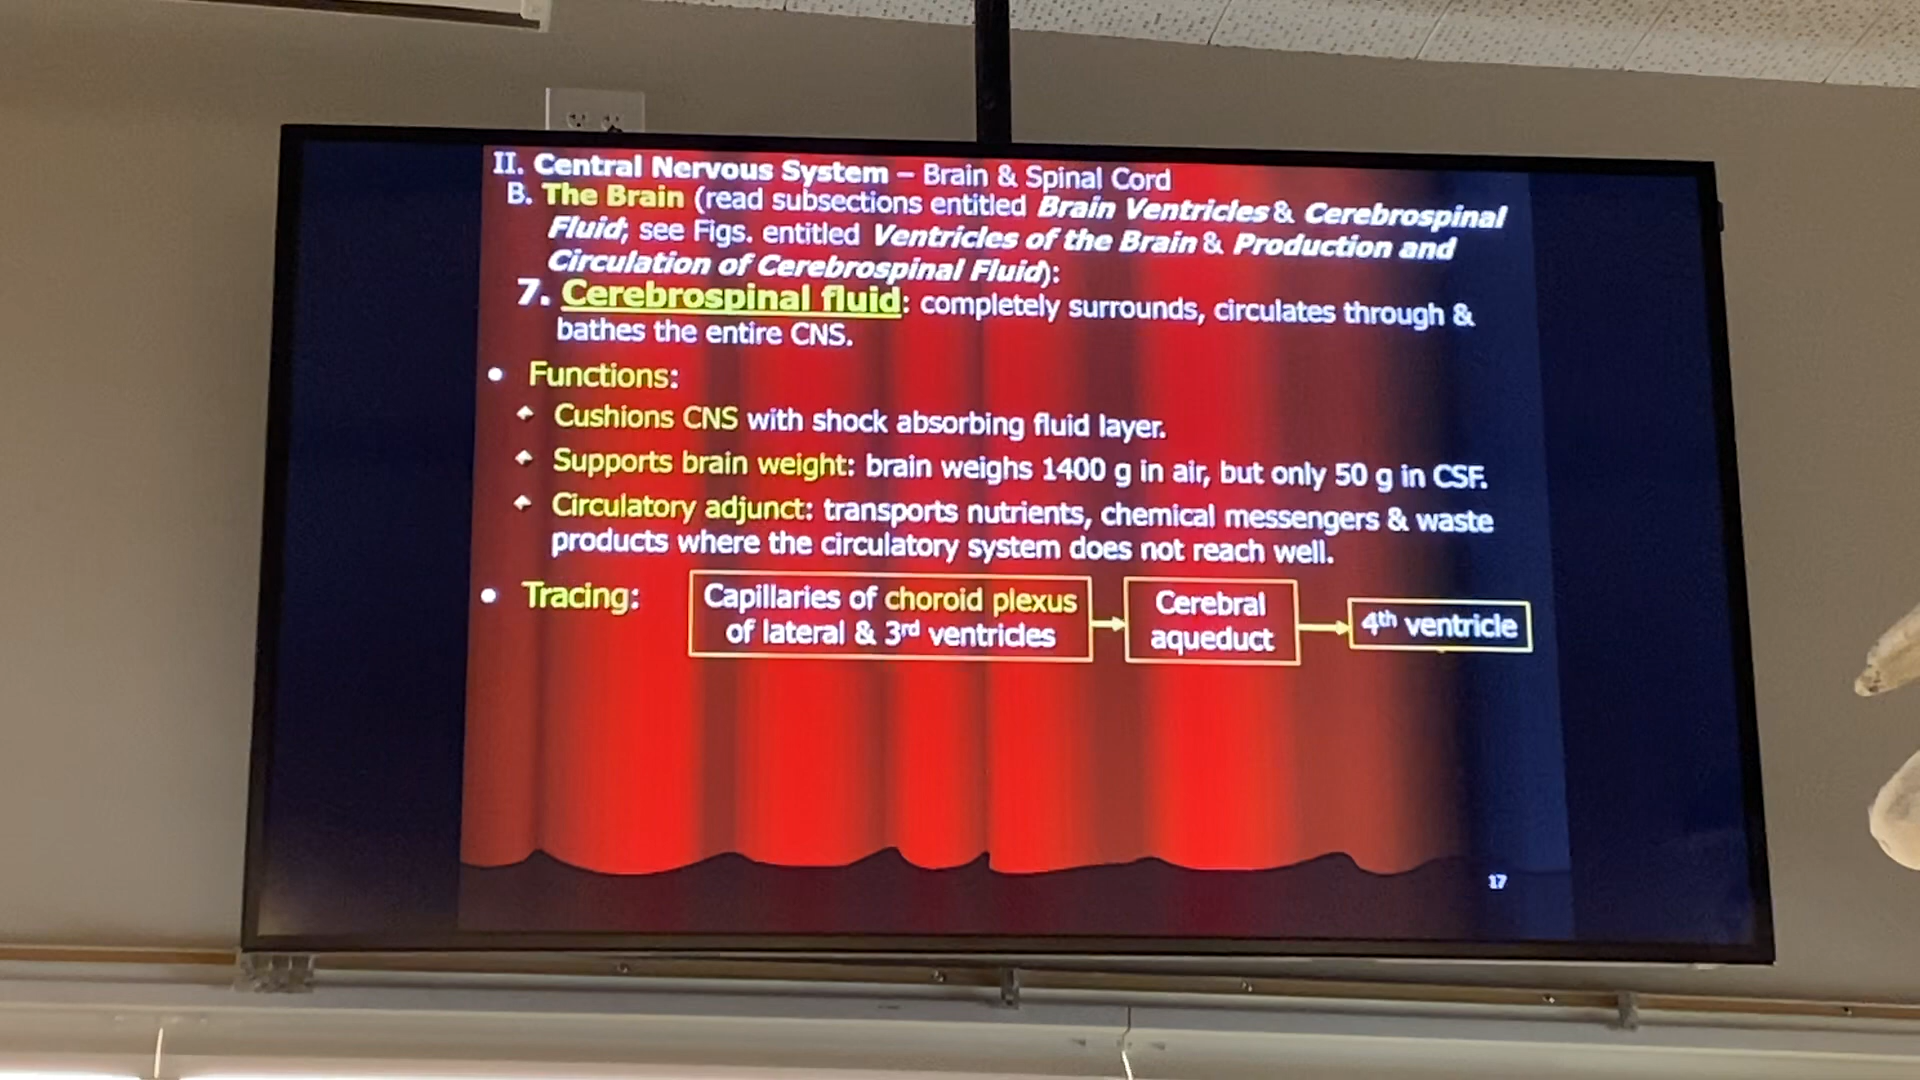 II. Central Nervous System – Brain & Spinal Cord
B. The Brain (read subsections entitled Brain Ventricles & Cerebrospinal
Fluid; see Figs. entitled Ventricles of the Brain & Production and
Circulation of Cerebrospinal Fluid):
7. Cerebrospinal fluid: completely surrounds, circulates through &
bathes the entire CNS.
• Functions:
Cushions CNS with shock absorbing fluid layer.
Supports brain weight: brain weighs 1400 g in air, but only 50 g in CSF.
Circulatory adjunct: transports nutrients, chemical messengers & waste
products where the circulatory system does not reach well.
• Tracing:
Capillaries of choroid plexus
of lateral & 3rd ventricles
Cerebral
aqueduct
4th ventricle
17